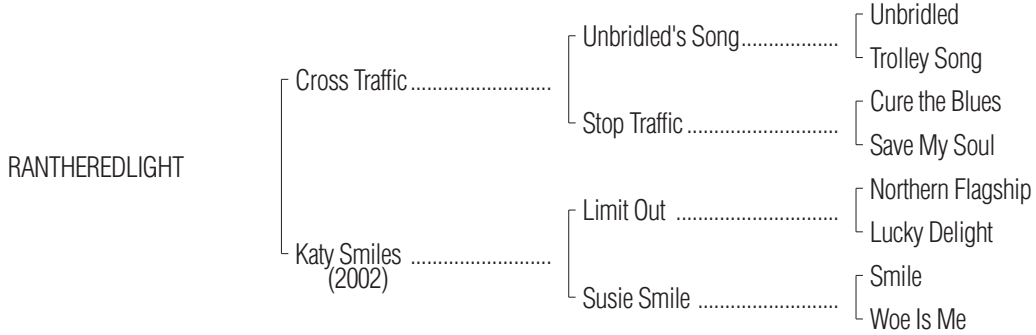 Unbridled
Unbridled's Song..................
Trolley Song
Cross Traffic ...........................
Cure the Blues
Stop Traffic .............................
Save My Soul
RANTHEREDLIGHT
Northern Flagship
Limit Out ................................
Lucky Delight
Katy Smiles ...........................
(2002)
Smile
Susie Smile ...........................
Woe Is Me